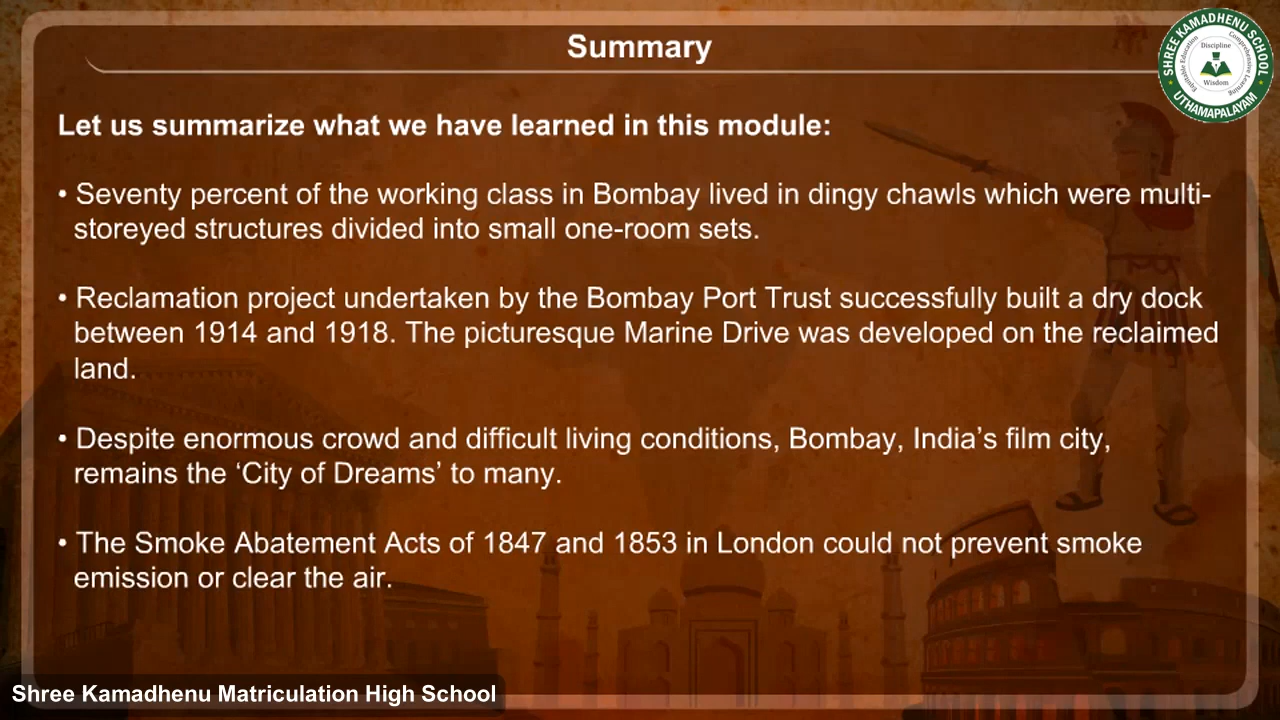 Summary
SHREE KAMADHENU SCHOOL
Discipline
Equitable Education
Comprehensive Learning
Wisdom
UTHAMAPALAYAM
Let us summarize what we have learned in this module:
• Seventy percent of the working class in Bombay lived in dingy chawls which were multi-
storeyed structures divided into small one-room sets.
• Reclamation project undertaken by the Bombay Port Trust successfully built a dry dock
between 1914 and 1918. The picturesque Marine Drive was developed on the reclaimed
land.
• Despite enormous crowd and difficult living conditions, Bombay, India’s film city,
remains the ‘City of Dreams’ to many.
• The Smoke Abatement Acts of 1847 and 1853 in London could not prevent smoke
emission or clear the air.
Shree Kamadhenu Matriculation High School